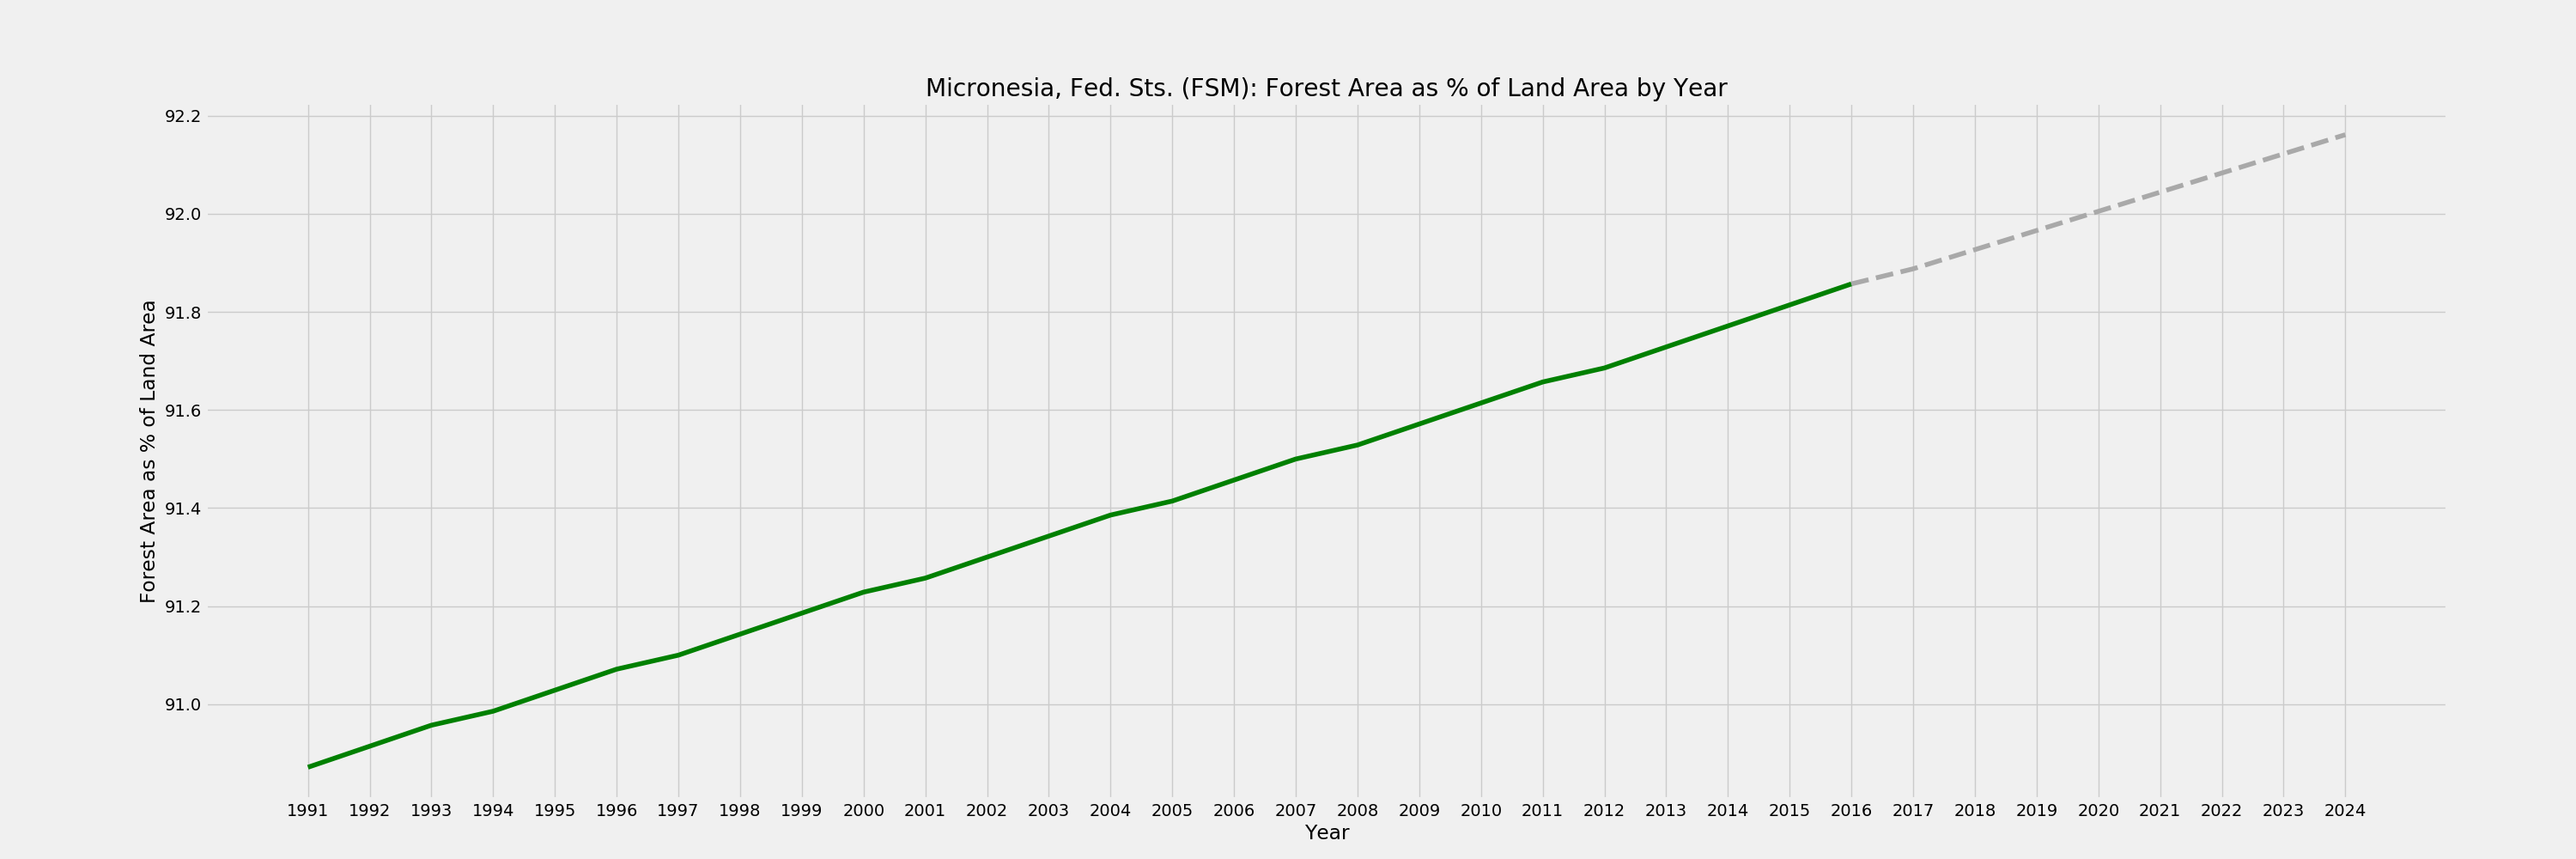 Micronesia, Fed. Sts. (FSM): Forest Area as % of Land Area by Year
Forest Area as % of Land Area
92.2
92.0
91.8
91.6
91.4
91.2
91.0
1991 1992 1993 1994 1995 1996 1997 1998 1999 2000 2001 2002 2003 2004 2005 2006 2007 2008 2009 2010 2011 2012 2013 2014 2015 2016 2017 2018 2019 2020 2021 2022 2023 2024
Year